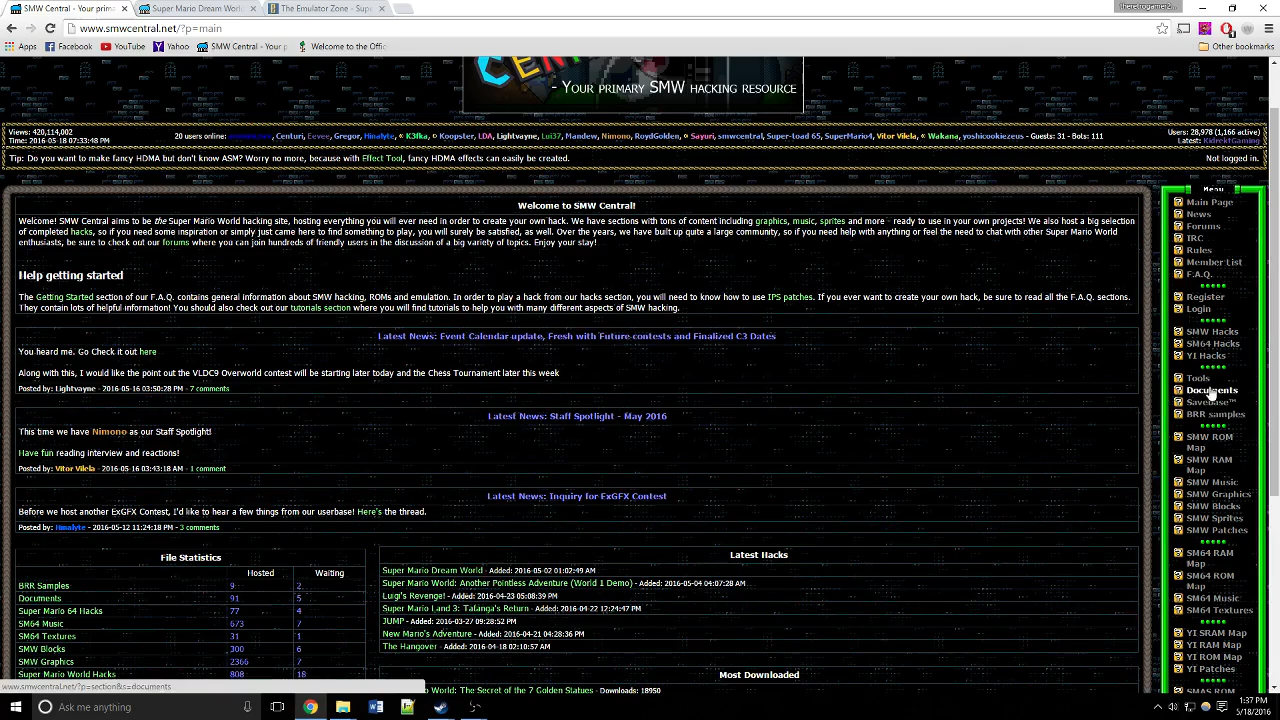 SMW Central - Your prima
Super Mario Dream World
The Emulator Zone - Super
Theretrogamer2...
www.smwcentral.net/?p=main
Apps
Facebook
YouTube
Yahoo
SMW Central - Your p
Welcome to the Offic
Other bookmarks
- Your primary SMW hacking resource
Views: 420,114,002
Time: 2016-05-18 07:33:48 PM
20 users online:
Centuri, Eevee, Gregor, Himalyte, « K3fka, ○ Koopster, LDA, Lightwayne, Lui37, Mandew, Nimono, RoydGolden, « Sayuri, smwcentral, Super-toad 65, SuperMario4, Vitor Vilela, « Wakana, yoshicookiezeus - Guests: 31 - Bots: 111
Users: 28,978 (1,166 active)
Latest: KidrektGaming
Tip: Do you want to make fancy HDMA but don't know ASM? Worry no more, because with Effect Tool, fancy HDMA effects can easily be created.
Not logged in.
Welcome to SMW Central!
Welcome! SMW Central aims to be the Super Mario World hacking site, hosting everything you will ever need in order to create your own hack. We have sections with tons of content including graphics, music, sprites and more - ready to use in your own projects! We also host a big selection
of completed hacks, so if you need some inspiration or simply just came here to find something to play, you will surely be satisfied, as well. Over the years, we have built up quite a large community, so if you need help with anything or feel the need to chat with other Super Mario World
enthusiasts, be sure to check out our forums where you can join hundreds of friendly users in the discussion of a big variety of topics. Enjoy your stay!
Help getting started
The Getting Started section of our F.A.Q. contains general information about SMW hacking, ROMs and emulation. In order to play a hack from our hacks section, you will need to know how to use IPS patches. If you ever want to create your own hack, be sure to read all the F.A.Q. sections.
They contain lots of helpful information! You should also check out our tutorials section where you will find tutorials to help you with many different aspects of SMW hacking.
Latest News: Event Calendar update, Fresh with Future contests and Finalized C3 Dates
You heard me. Go Check it out here
Along with this, I would like the point out the VLDC9 Overworld contest will be starting later today and the Chess Tournament later this week
Posted by: Lightvayne - 2016-05-16 03:50:28 PM - 7 comments
Latest News: Staff Spotlight - May 2016
This time we have Nimono as our Staff Spotlight!
Have fun reading interview and reactions!
Posted by: Vitor Vilela - 2016-05-16 03:43:18 AM - 1 comment
Latest News: Inquiry for ExGFX Contest
Before we host another ExGFX Contest, I'd like to hear a few things from our userbase! Here's the thread.
Posted by: Himalyte - 2016-05-12 11:24:18 PM - 3 comments
File Statistics
Hosted
Waiting
BRR Samples 9 2
Documents 91 5
Super Mario 64 Hacks 77 4
SM64 Music 673 7
SM64 Textures 31 1
SMW Blocks 300 6
SMW Graphics 2366 7
Super Mario World Hacks 808 18
Latest Hacks
Super Mario Dream World - Added: 2016-05-02 01:02:49 AM
Super Mario World: Another Pointless Adventure (World 1 Demo) - Added: 2016-05-04 04:07:28 AM
Luigi's Revenge! - Added: 2016-04-23 05:08:39 PM
Super Mario Land 3: Tatanga's Return - Added: 2016-04-22 12:24:47 PM
JUMP - Added: 2016-03-27 09:28:52 PM
New Mario's Adventure - Added: 2016-03-21 04:28:36 PM
The Hangover - Added: 2016-04-18 02:10:57 AM
Most Downloaded
World: The Secret of the 7 Golden Statues - Downloads: 18950
Menu
Main Page
News
Forums
IRC
Rules
Member List
F.A.Q.
Register
Login
SMW Hacks
SM64 Hacks
YI Hacks
Tools
Documents
Savebase™
BRR samples
SMW ROM
Map
SMW RAM
Map
SMW Music
SMW Graphics
SMW Blocks
SMW Sprites
SMW Patches
SM64 RAM
Map
SM64 ROM
Map
SM64 Music
SM64 Textures
YI SRAM Map
YI RAM Map
YI ROM Map
YI Patches
SMAS ROM
www.smwcentral.net/?p=section&s=documents
Ask me anything
1:37 PM
5/18/2016